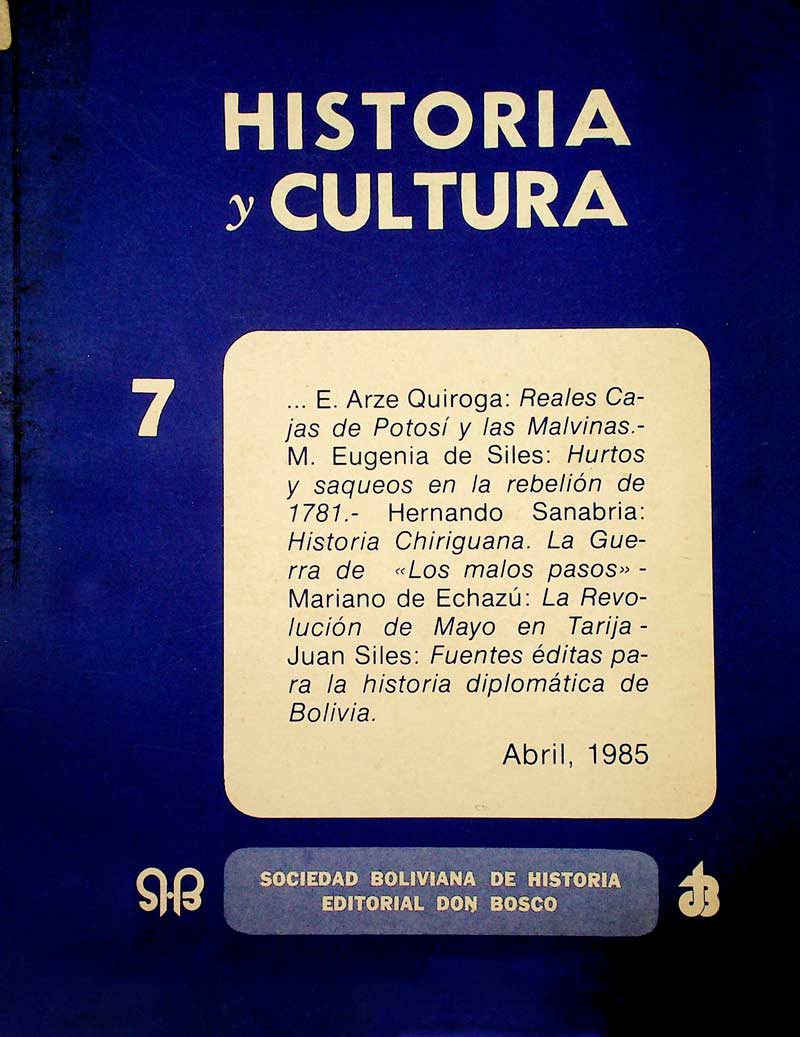 HISTORIA
y CULTURA
7
... E. Arze Quiroga: Reales Ca-
jas de Potosí y las Malvinas.-
M. Eugenia de Siles: Hurtos
y saqueos en la rebelión de
1781.- Hernando Sanabria:
Historia Chiriguana. La Gue-
rra de «Los malos pasos» -
Mariano de Echazú: La Revo-
lución de Mayo en Tarija -
Juan Siles: Fuentes éditas pa-
ra la historia diplomática de
Bolivia.
Abril, 1985
SHB
SOCIEDAD BOLIVIANA DE HISTORIA
EDITORIAL DON BOSCO